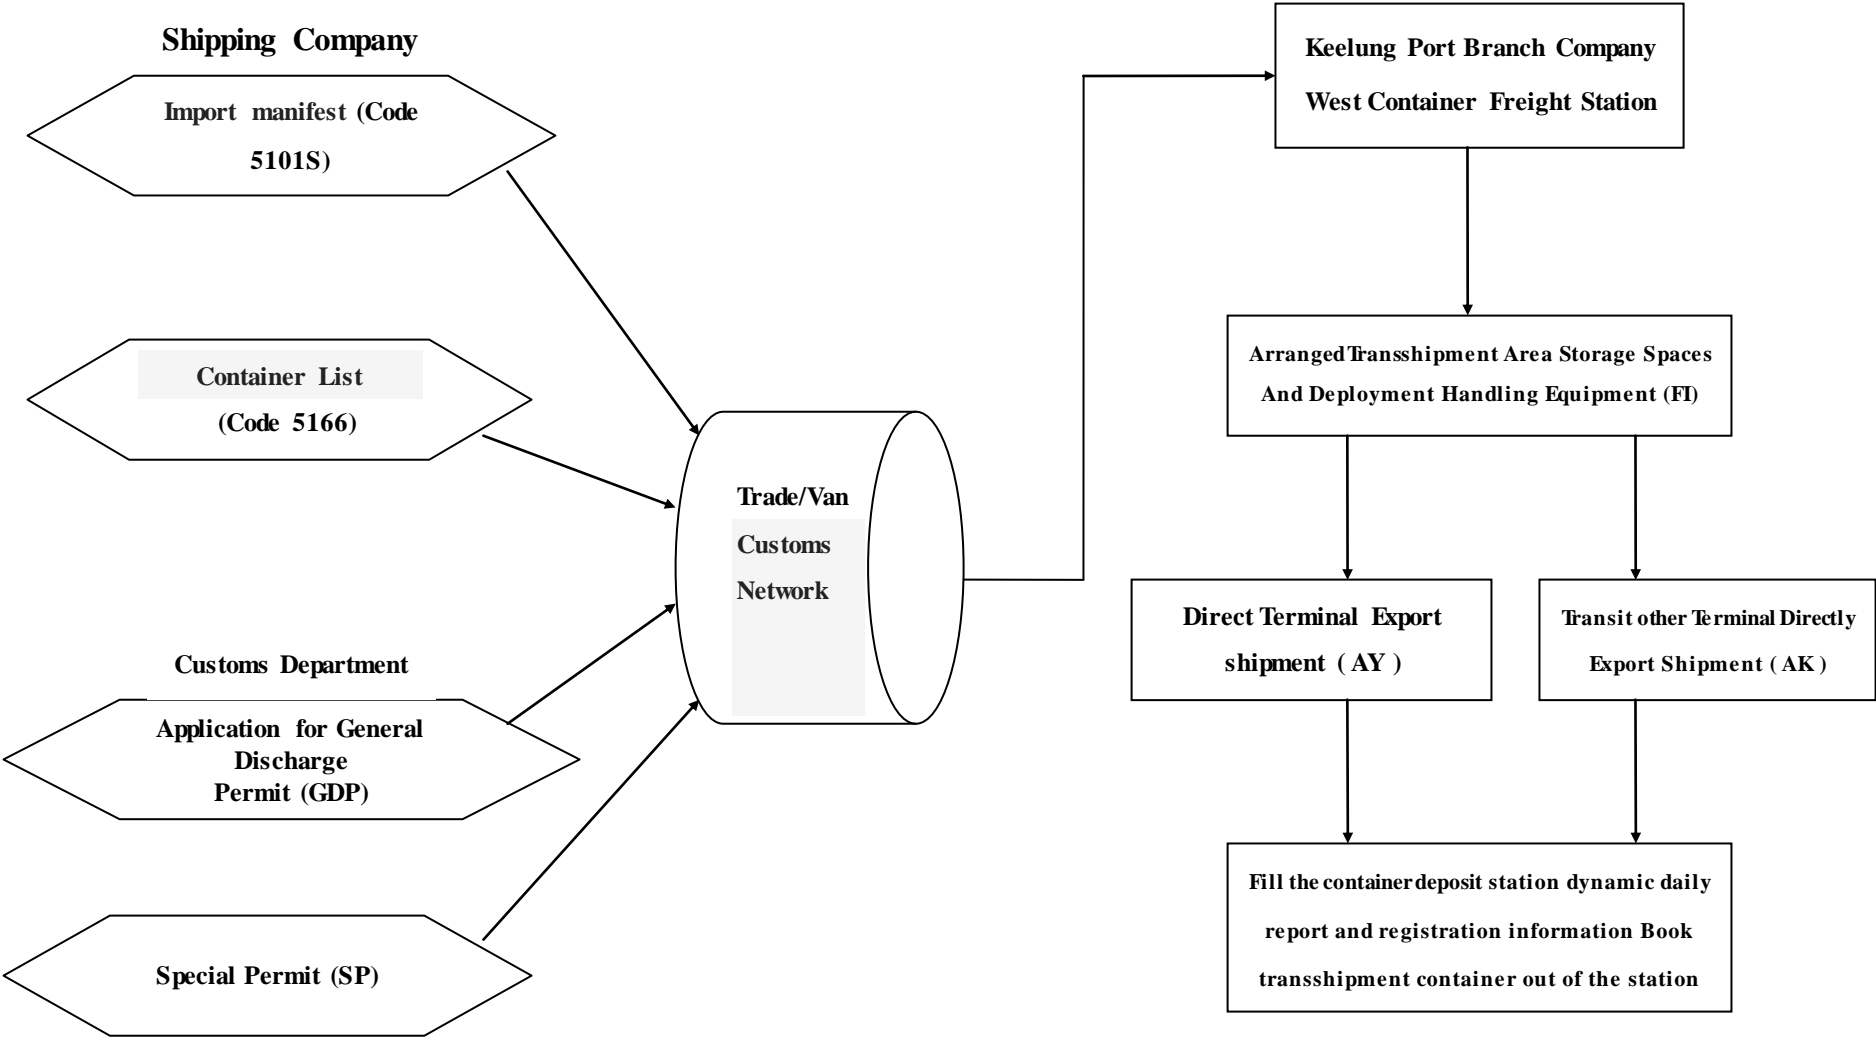 Shipping Company
Import manifest (Code
5101S)
Container List
(Code 5166)
Customs Department
Application for General
Discharge
Permit (GDP)
Special Permit (SP)
Trade/Van
Customs
Network
Keelung Port Branch Company
West Container Freight Station
Arranged Transshipment Area Storage Spaces
And Deployment Handling Equipment (FI)
Direct Terminal Export
shipment ( AY )
Transit other Terminal Directly
Export Shipment ( AK )
Fill the container deposit station dynamic daily
report and registration information Book
transshipment container out of the station